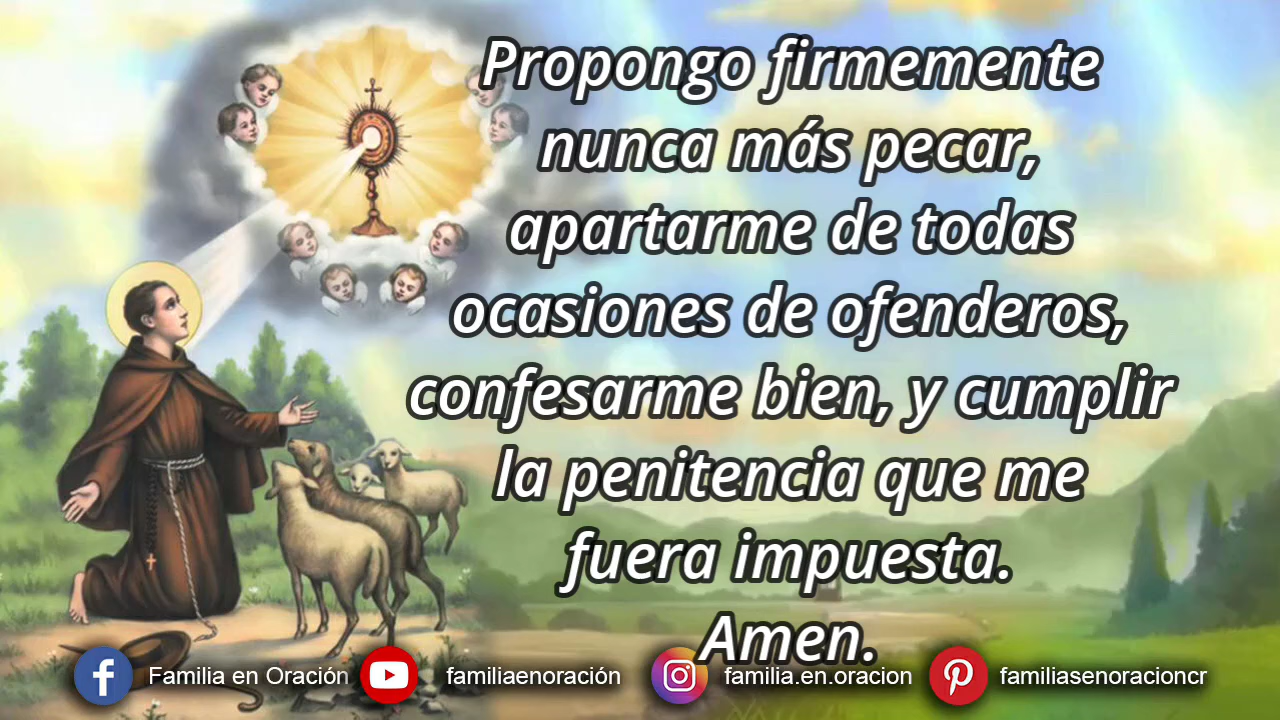 Propongo firmemente
nunca más pecar,
apartarme de todas
ocasiones de ofenderos,
confesarme bien, y cumplir
la penitencia que me
fuera impuesta.
Amen.
Familia en Oración familiaenoración familia.en.oracion familiasenoracioncr